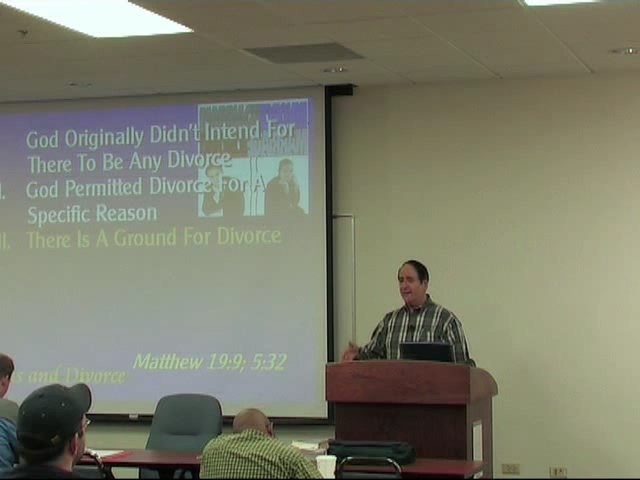 God Originally Didn't Intend For
There To Be Any Divorce
God Permitted Divorce For A
Specific Reason
There Is A Ground For Divorce
Matthew 19:9; 5:32
and Divorce